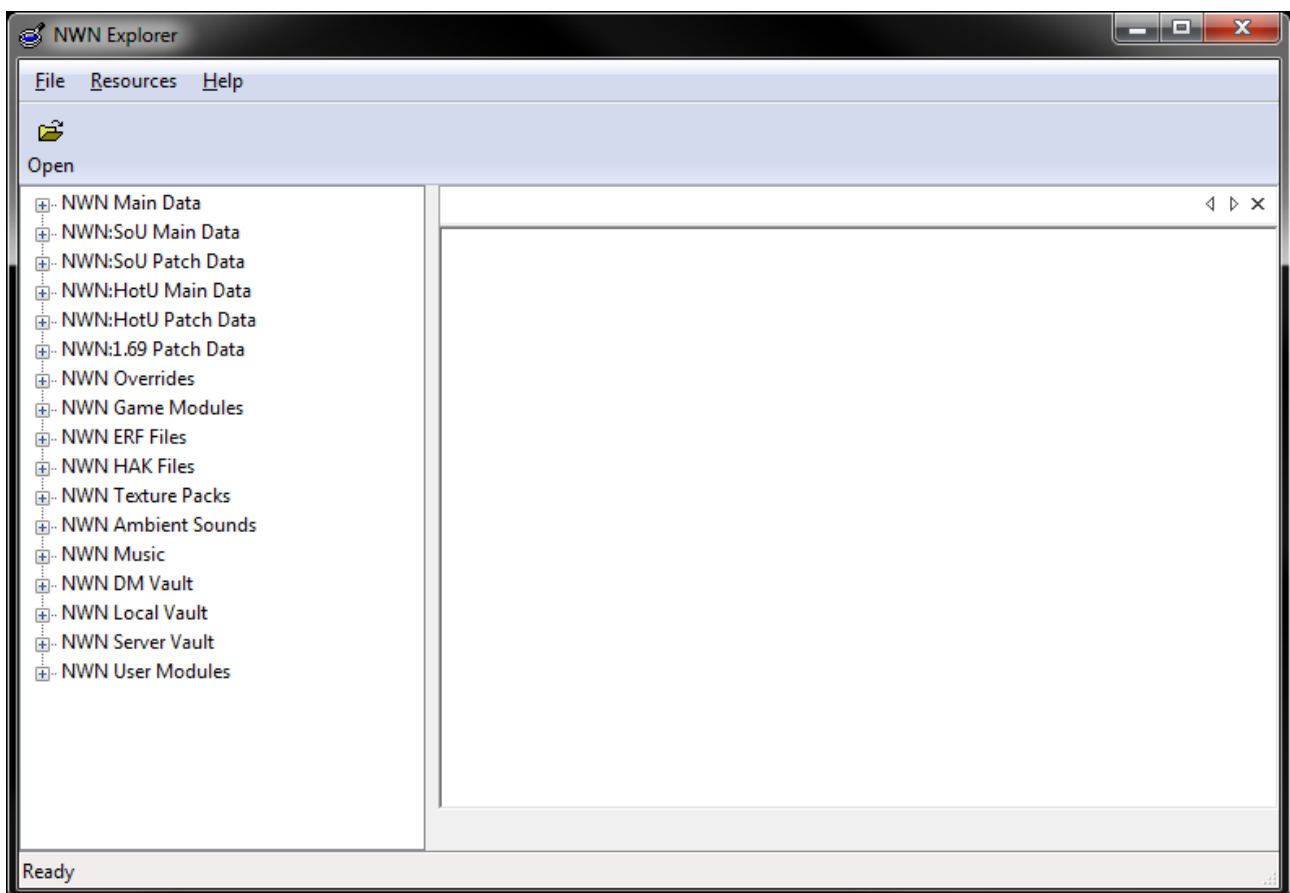 NWN Explorer
File Resources Help
Open
NWN Main Data
NWN:SoU Main Data
NWN:SoU Patch Data
NWN:HotU Main Data
NWN:HotU Patch Data
NWN:1.69 Patch Data
NWN Overrides
NWN Game Modules
NWN ERF Files
NWN HAK Files
NWN Texture Packs
NWN Ambient Sounds
NWN Music
NWN DM Vault
NWN Local Vault
NWN Server Vault
NWN User Modules
Ready